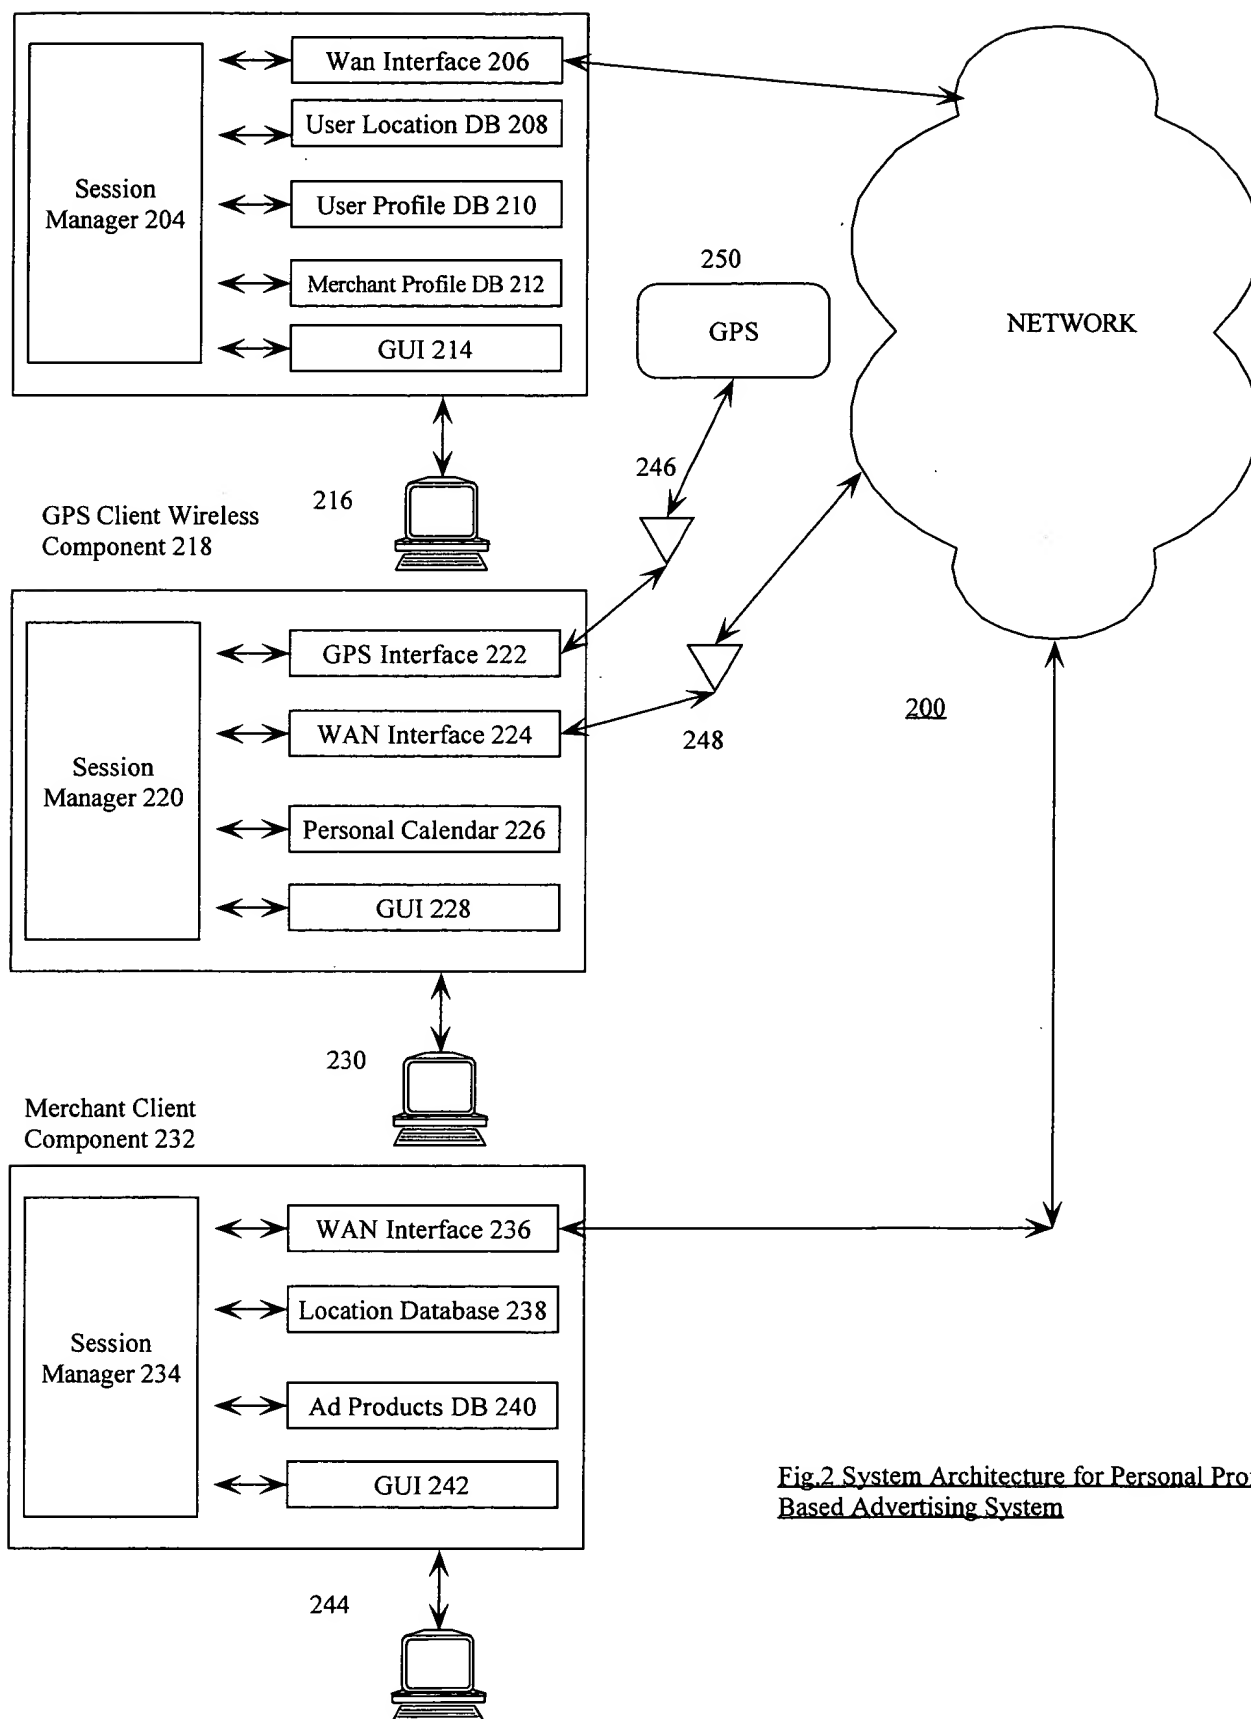 Wan Interface 206
User Location DB 208
Session
Manager 204
User Profile DB 210
Merchant Profile DB 212
GUI 214
250
GPS
NETWORK
246
216
GPS Client Wireless
Component 218
GPS Interface 222
WAN Interface 224
248
200
Session
Manager 220
Personal Calendar 226
GUI 228
230
Merchant Client
Component 232
WAN Interface 236
Location Database 238
Session
Manager 234
Ad Products DB 240
GUI 242
Fig.2 System Architecture for Personal
Based Advertising System
244